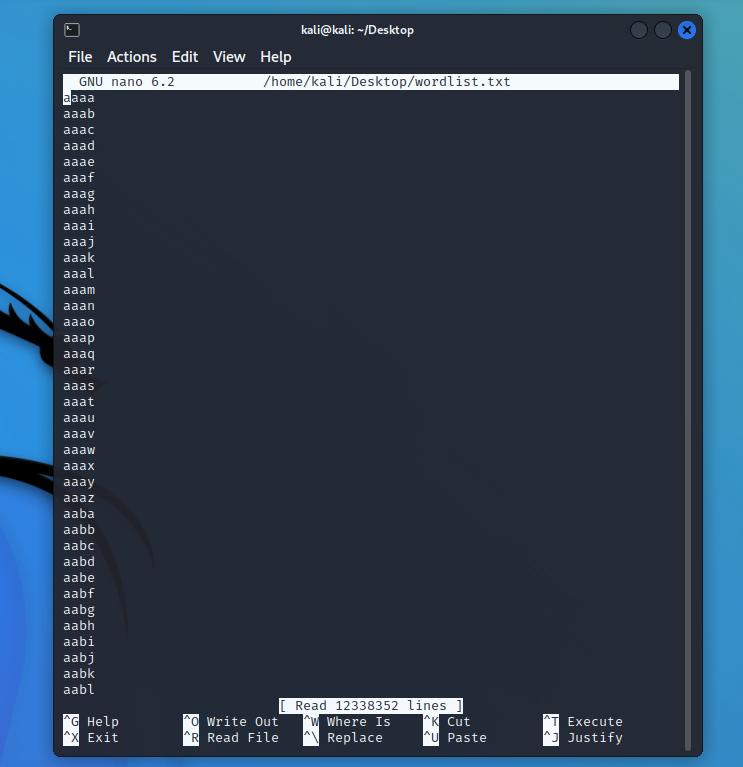 kali@kali: ~/Desktop
File Actions Edit View Help
GNU nano 6.2 /home/kali/Desktop/wordlist.txt
aaaa
aaab
aaac
aaad
aaae
aaaf
aaag
aaah
aaai
aaaj
aaak
aaal
aaam
aaan
aaao
aaap
aaaq
aaar
aaas
aaat
aaau
aaav
aaaw
aaax
aaay
aaaz
aaba
aabb
aabc
aabd
aabe
aabf
aabg
aabh
aabi
aabj
aabk
aabl
[ Read 12338352 lines ]
^G Help ^O Write Out ^W Where Is ^K Cut ^T Execute
^X Exit ^R Read File ^\ Replace ^U Paste ^J Justify